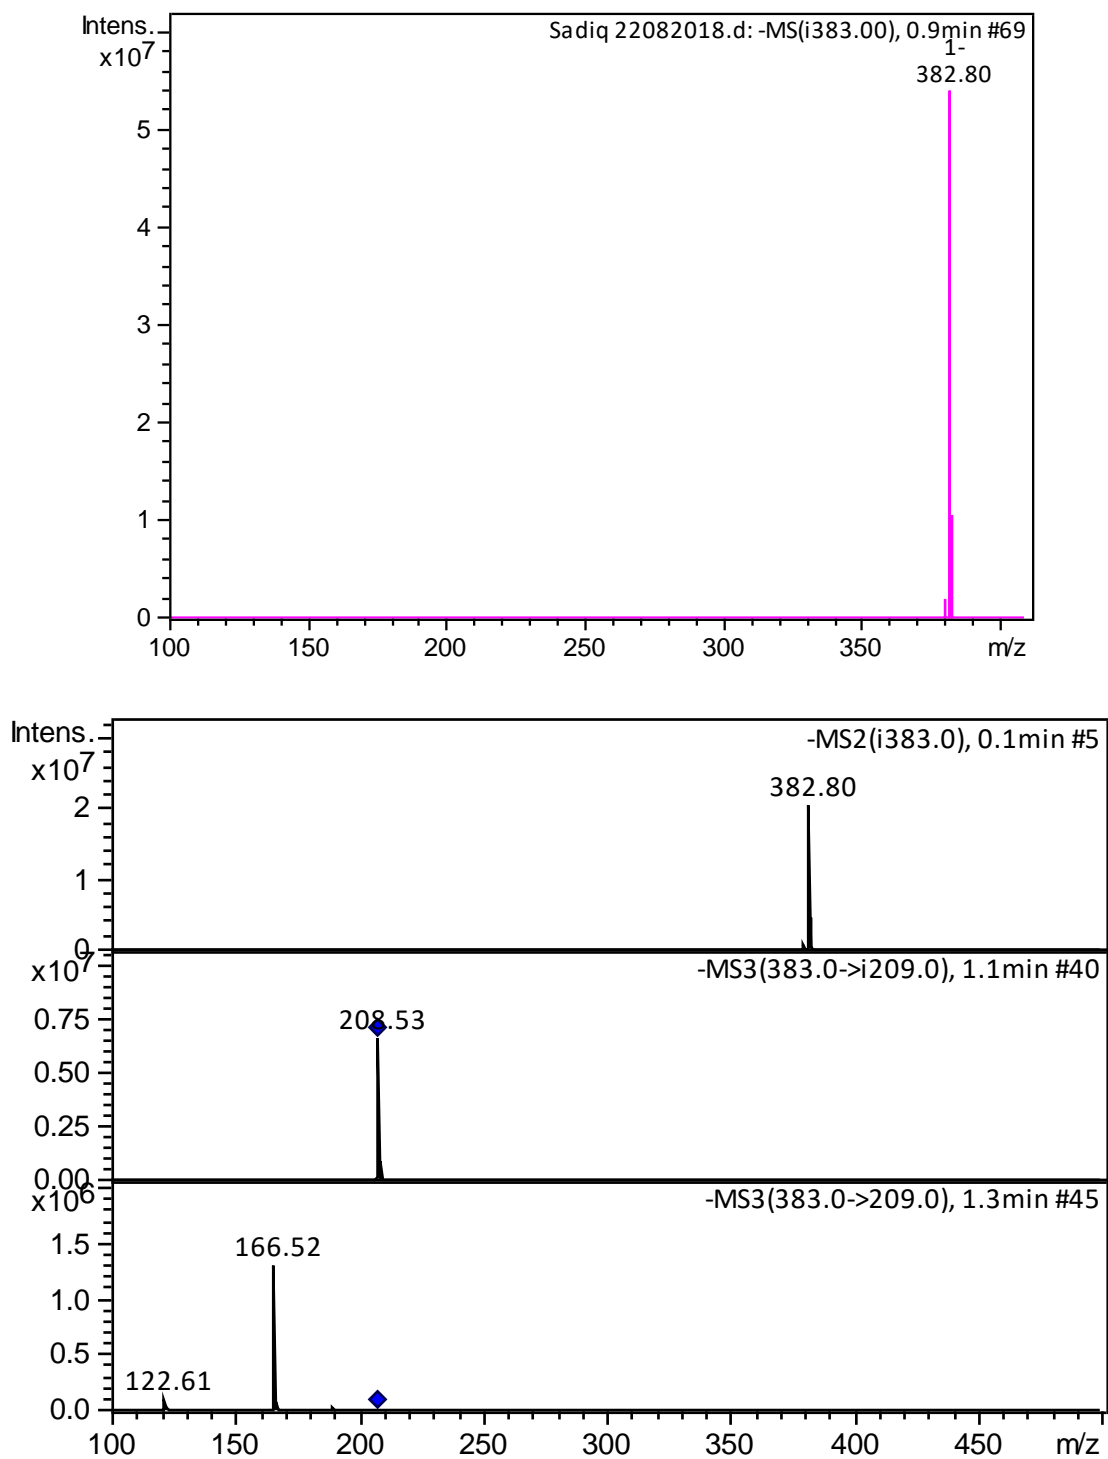 Intens.
x10⁷
Sadiq 22082018.d: -MS(i383.00), 0.9min #69
1-
382.80
5
4
3
2
1
0
100 150 200 250 300 350 m/z
Intens.
x10⁷
-MS2(i383.0), 0.1min #5
382.80
2
1
0
x10⁷
-MS3(383.0->i209.0), 1.1min #40
208.53
0.75
0.50
0.25
0.00
x10⁶
-MS3(383.0->209.0), 1.3min #45
1.5
166.52
1.0
0.5
122.61
0.0
100 150 200 250 300 350 400 450 m/z